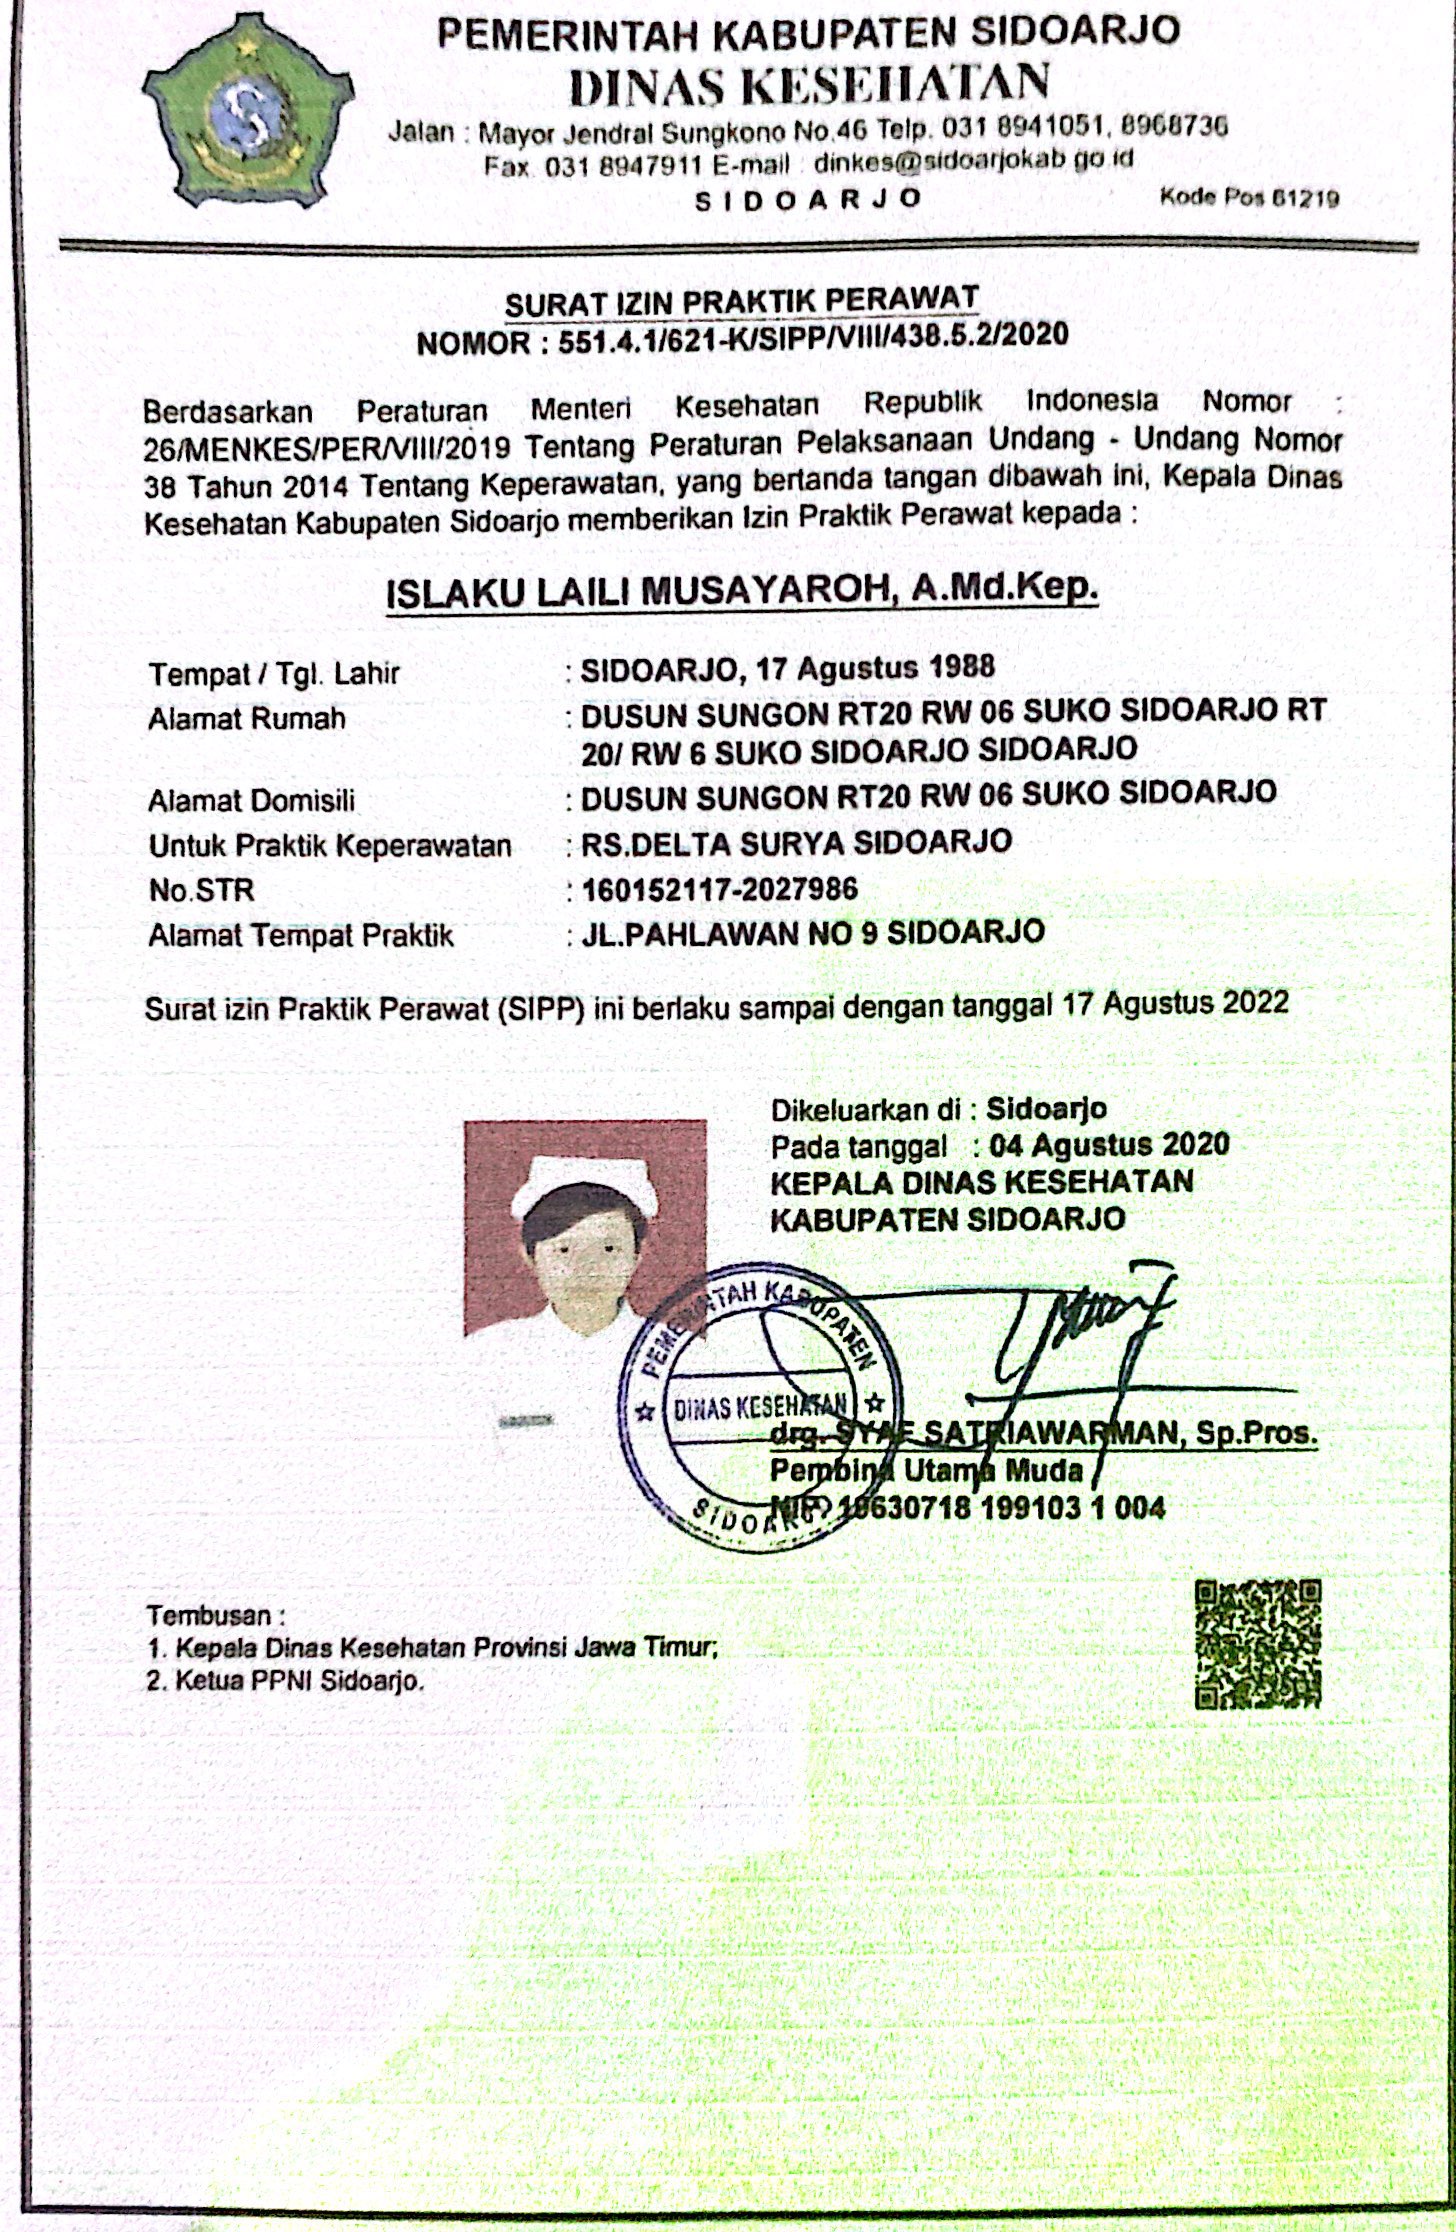 PEMERINTAH KABUPATEN SIDOARJO
DINAS KESEHATAN
Jalan : Mayor Jendral Sungkono No.46 Telp. 031 8941051, 8968736
Fax. 031 8947911 E-mail : dinkes@sidoarjokab.go.id
S I D O A R J O
Kode Pos 61219
SURAT IZIN PRAKTIK PERAWAT
NOMOR : 551.4.1/621-K/SIPP/VIII/438.5.2/2020
Berdasarkan Peraturan Menteri Kesehatan Republik Indonesia Nomor :
26/MENKES/PER/VIII/2019 Tentang Peraturan Pelaksanaan Undang - Undang Nomor
38 Tahun 2014 Tentang Keperawatan, yang bertanda tangan dibawah ini, Kepala Dinas
Kesehatan Kabupaten Sidoarjo memberikan Izin Praktik Perawat kepada :
ISLAKU LAILI MUSAYAROH, A.Md.Kep.
Tempat / Tgl. Lahir : SIDOARJO, 17 Agustus 1988
Alamat Rumah : DUSUN SUNGON RT20 RW 06 SUKO SIDOARJO RT
20/ RW 6 SUKO SIDOARJO SIDOARJO
Alamat Domisili : DUSUN SUNGON RT20 RW 06 SUKO SIDOARJO
Untuk Praktik Keperawatan : RS.DELTA SURYA SIDOARJO
No.STR : 160152117-2027986
Alamat Tempat Praktik : JL.PAHLAWAN NO 9 SIDOARJO
Surat izin Praktik Perawat (SIPP) ini berlaku sampai dengan tanggal 17 Agustus 2022
Dikeluarkan di : Sidoarjo
Pada tanggal : 04 Agustus 2020
KEPALA DINAS KESEHATAN
KABUPATEN SIDOARJO
PEMERINTAH KABUPATEN
DINAS KESEHATAN
SIDOARJO
drg. SYAF SATRIAWARMAN, Sp.Pros.
Pembina Utama Muda
NIP. 19630718 199103 1 004
Tembusan :
1. Kepala Dinas Kesehatan Provinsi Jawa Timur;
2. Ketua PPNI Sidoarjo.